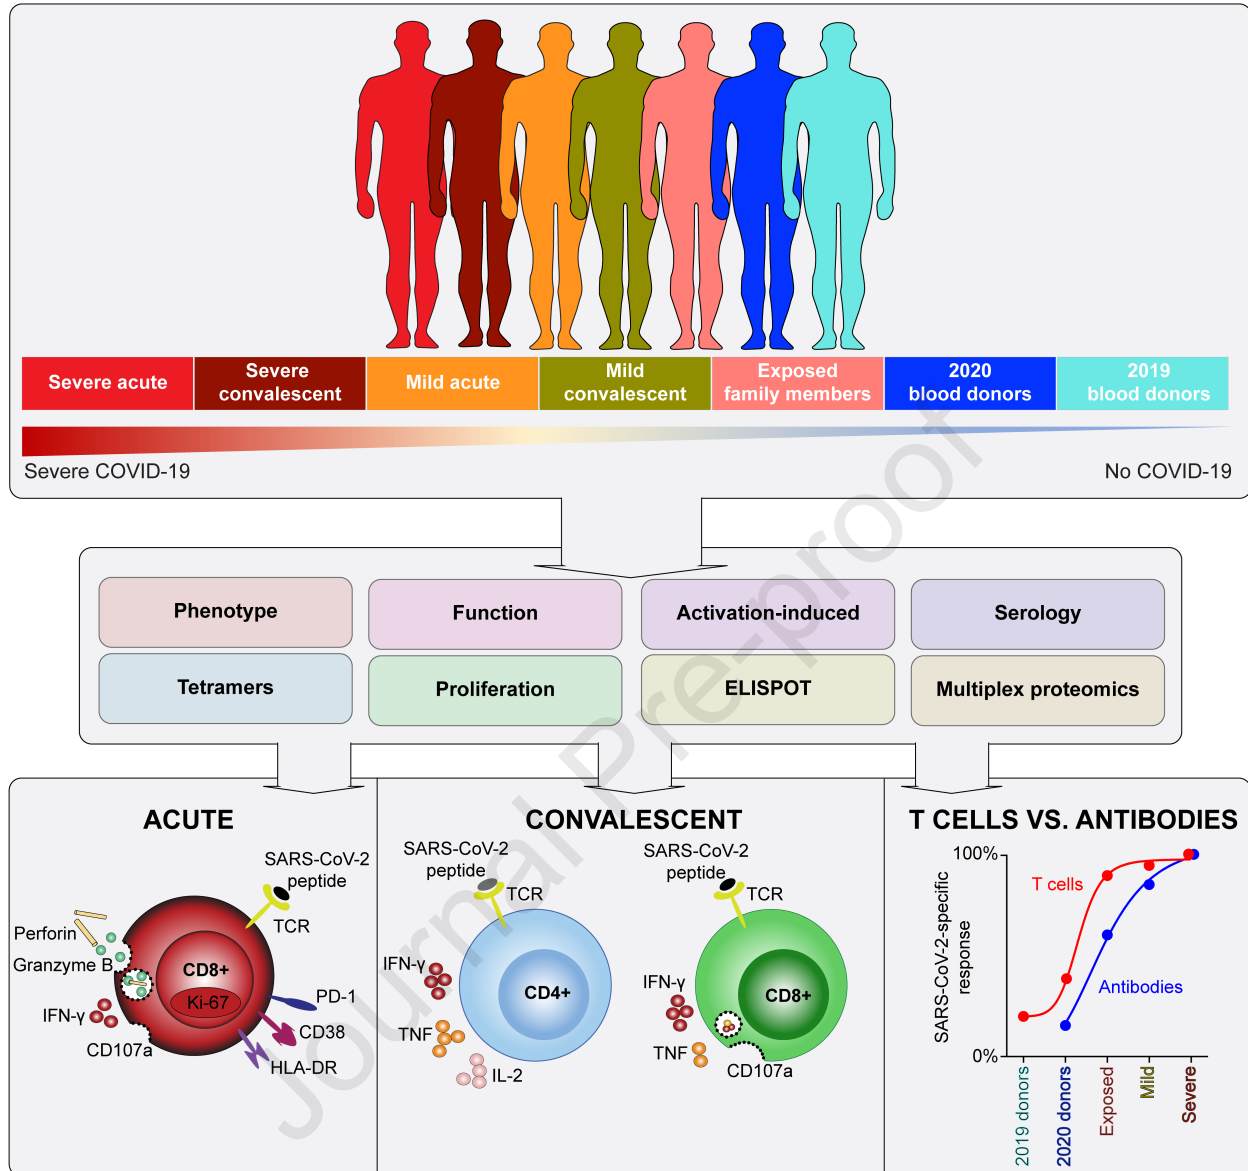 Severe acute
Severe
convalescent
Mild acute
Mild
convalescent
Exposed
family members
2020
blood donors
2019
blood donors
Severe COVID-19
No COVID-19
Phenotype
Function
Activation-induced
Serology
Tetramers
Proliferation
ELISPOT
Multiplex proteomics
ACUTE
SARS-CoV-2
peptide
TCR
Perforin
Granzyme B
CD8+
Ki-67
IFN-γ
PD-1
CD38
CD107a
HLA-DR
CONVALESCENT
SARS-CoV-2
peptide
TCR
IFN-γ
CD4+
TNF
IL-2
SARS-CoV-2
peptide
TCR
IFN-γ
CD8+
TNF
CD107a
T CELLS VS. ANTIBODIES
100%
T cells
SARS-CoV-2-specific
response
Antibodies
0%
2019 donors
2020 donors
Exposed
Mild
Severe
Journal Pre-proof